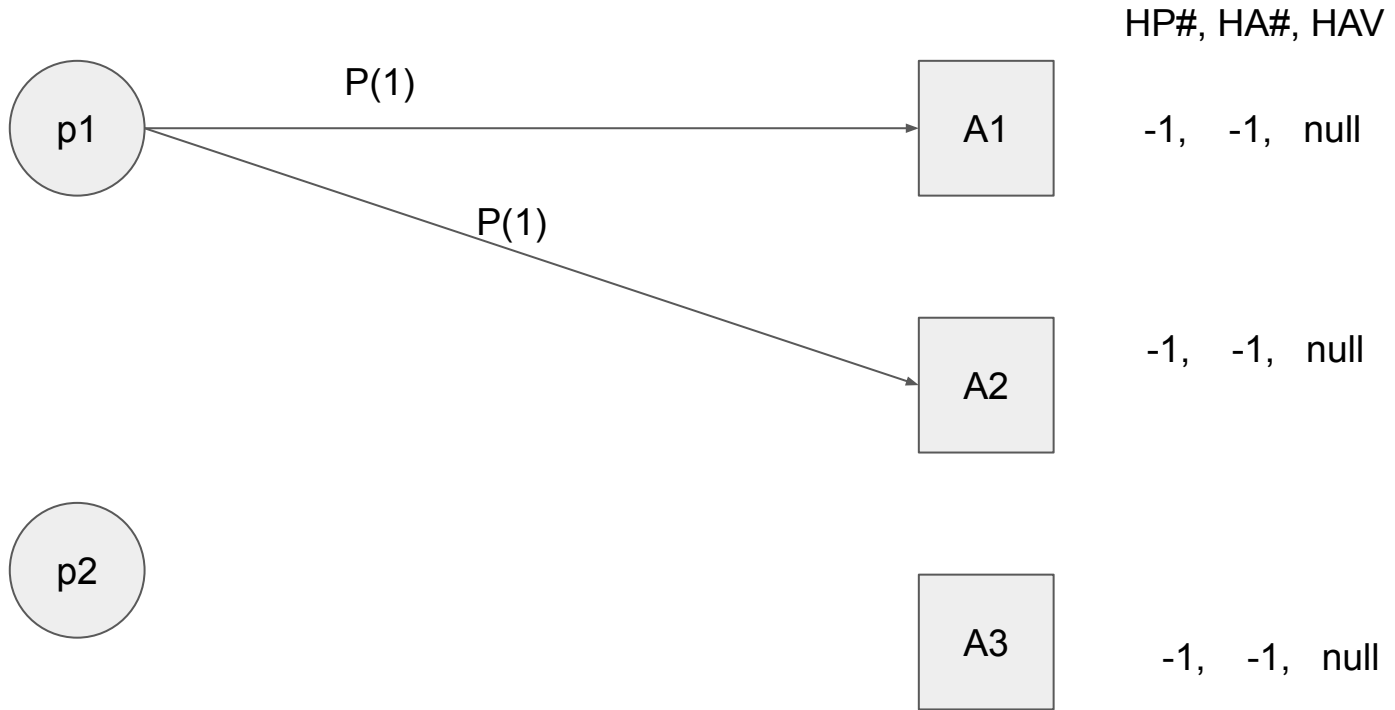 HP#, HA#, HAV
P(1)
p1
A1
-1, -1, null
P(1)
-1, -1, null
A2
p2
A3
-1, -1, null